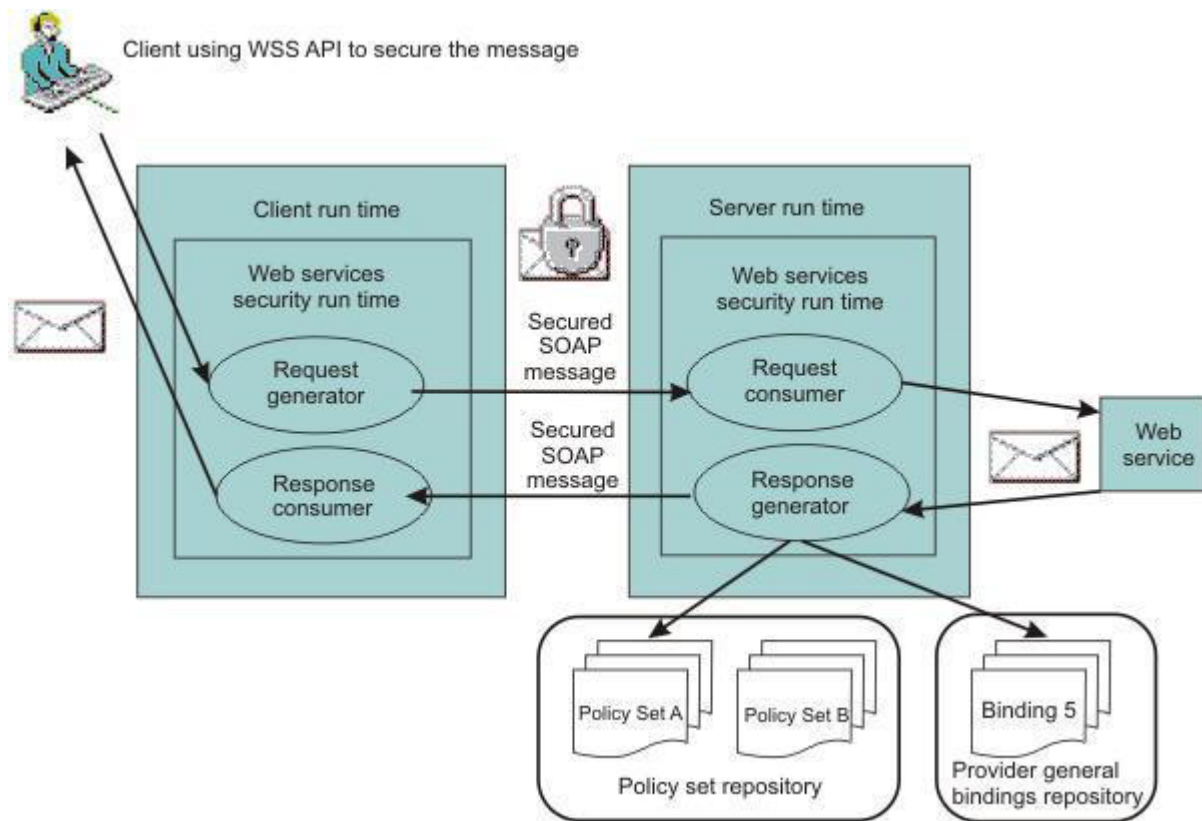 Client using WSS API to secure the message
Client run time
Server run time
Web services
security run time
Web services
security run time
Secured
SOAP
message
Request
generator
Request
consumer
Web
service
Secured
SOAP
message
Response
consumer
Response
generator
Policy Set A
Policy Set B
Binding 5
Policy set repository
Provider general
bindings repository